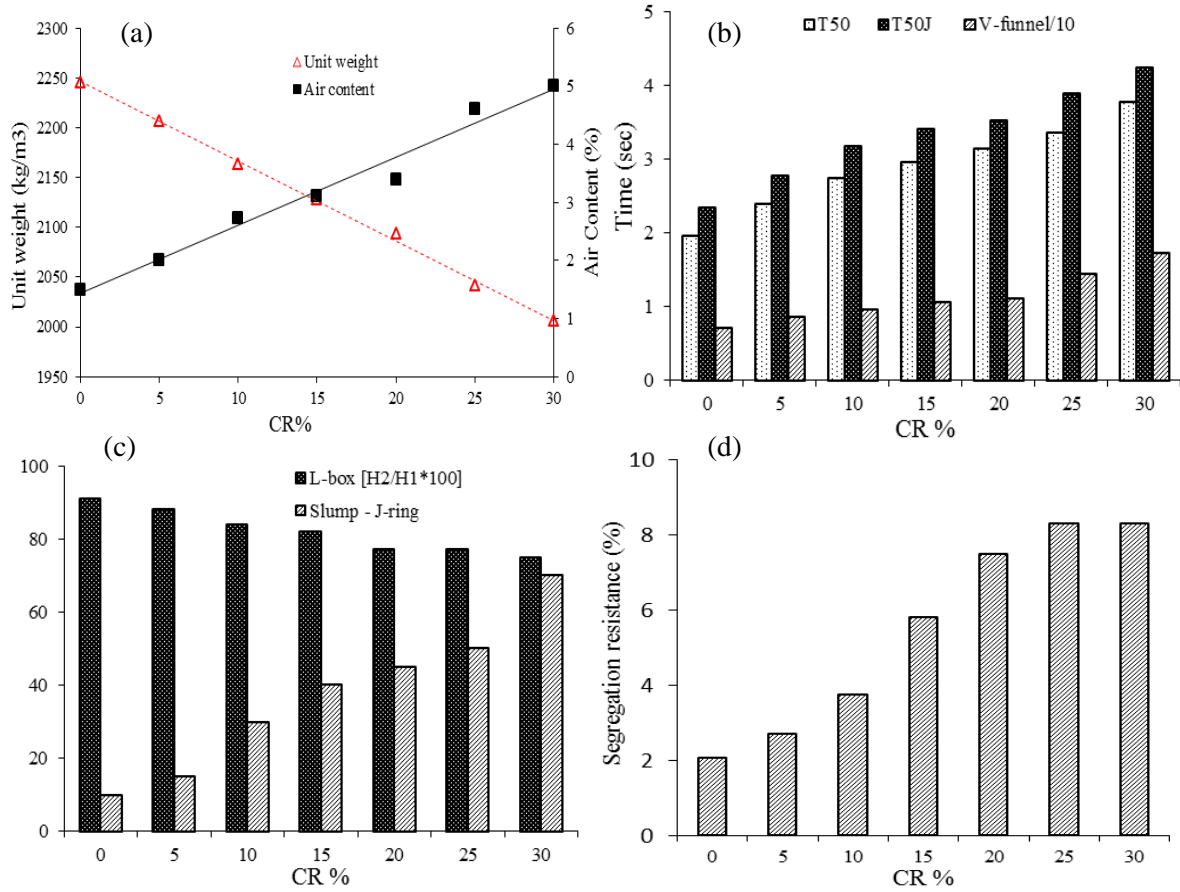 (a)
Unit weight
Air content
2300
2250
2200
2150
2100
2050
2000
1950
Unit weight (kg/m3)
6
5
4
3
2
1
0
Air Content (%)
0 5 10 15 20 25 30
CR%
(b)
T50 T50J V-funnel/10
5
4
3
2
1
0
Time (sec)
0 5 10 15 20 25 30
CR %
(c)
L-box [H2/H1*100]
Slump - J-ring
100
80
60
40
20
0
0 5 10 15 20 25 30
CR %
(d)
10
8
6
4
2
0
Segregation resistance (%)
0 5 10 15 20 25 30
CR %